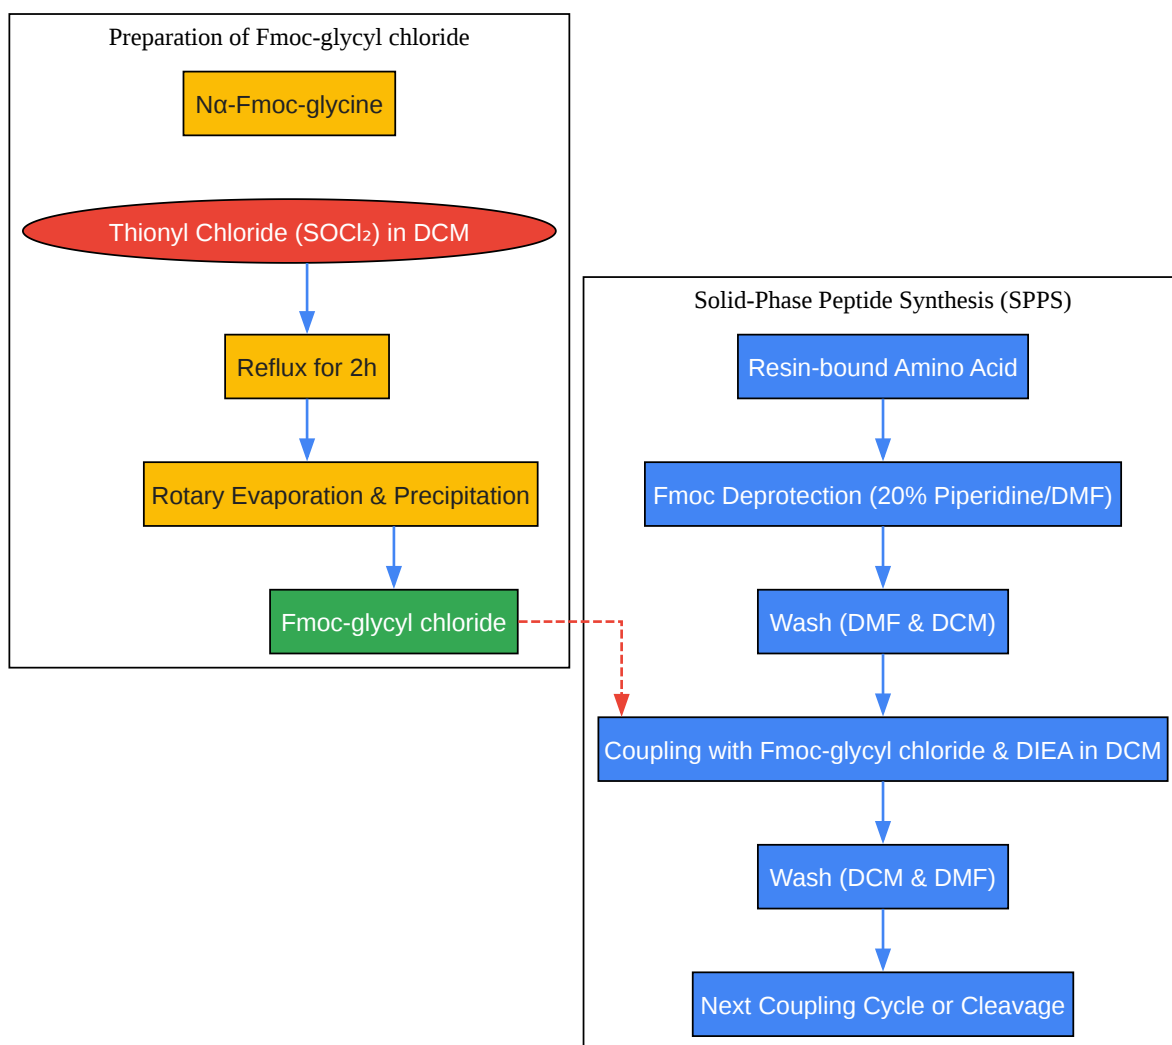 Preparation of Fmoc-glycyl chloride
Nα-Fmoc-glycine
Thionyl Chloride (SOCl₂) in DCM
Reflux for 2h
Rotary Evaporation & Precipitation
Fmoc-glycyl chloride
Solid-Phase Peptide Synthesis (SPPS)
Resin-bound Amino Acid
Fmoc Deprotection (20% Piperidine/DMF)
Wash (DMF & DCM)
Coupling with Fmoc-glycyl chloride & DIEA in DCM
Wash (DCM & DMF)
Next Coupling Cycle or Cleavage